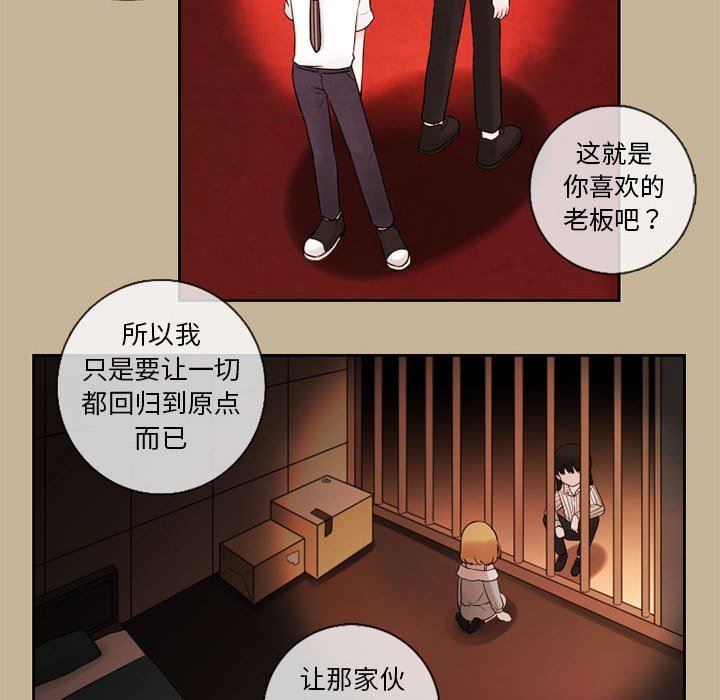 这就是
你喜欢的
老板吧？
所以我
只是要让一切
都回归到原点
而已
让那家伙